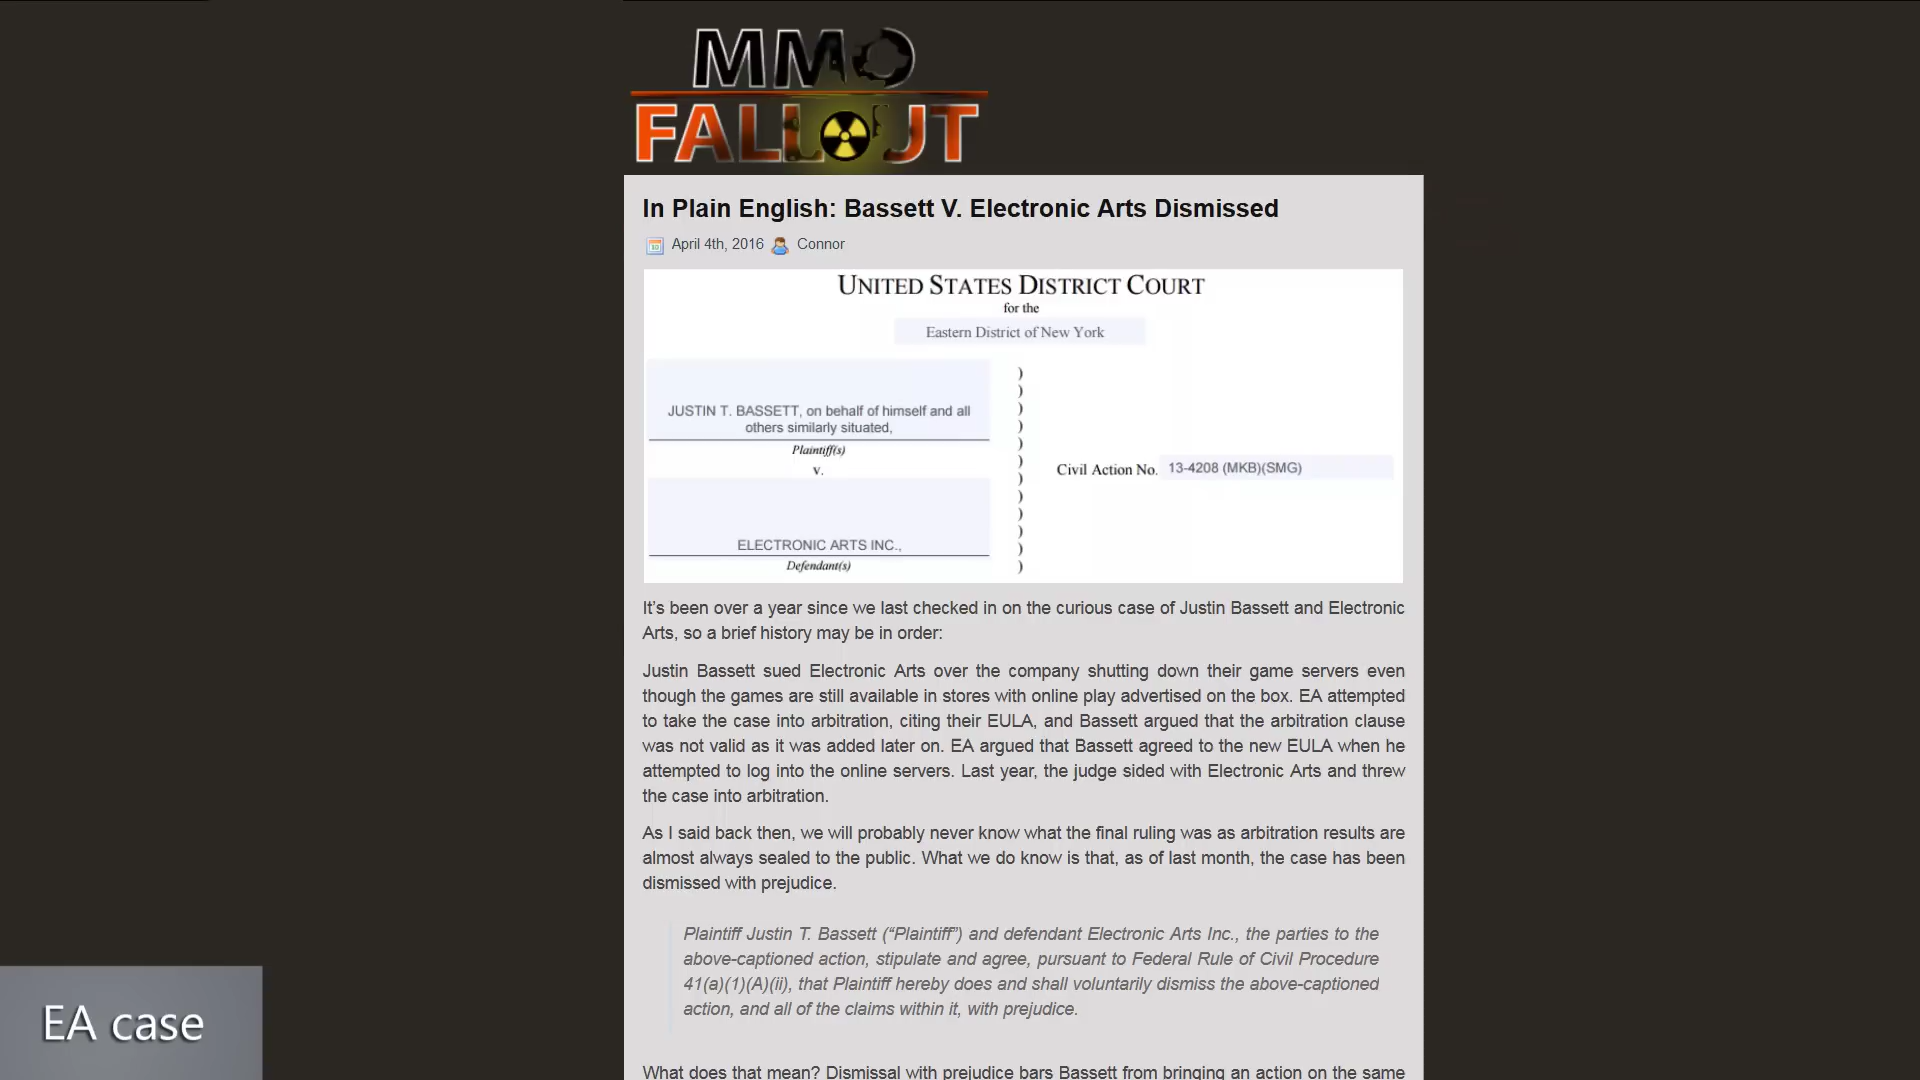 MMO
FALLOUT
In Plain English: Bassett V. Electronic Arts Dismissed
April 4th, 2016 Connor
UNITED STATES DISTRICT COURT
for the
Eastern District of New York
JUSTIN T. BASSETT, on behalf of himself and all
others similarly situated,
Plaintiff(s)
v.
Civil Action No. 13-4208 (MKB)(SMG)
ELECTRONIC ARTS INC.,
Defendant(s)
)
)
)
)
)
)
)
)
)
)
)
)
It’s been over a year since we last checked in on the curious case of Justin Bassett and Electronic
Arts, so a brief history may be in order:
Justin Bassett sued Electronic Arts over the company shutting down their game servers even
though the games are still available in stores with online play advertised on the box. EA attempted
to take the case into arbitration, citing their EULA, and Bassett argued that the arbitration clause
was not valid as it was added later on. EA argued that Bassett agreed to the new EULA when he
attempted to log into the online servers. Last year, the judge sided with Electronic Arts and threw
the case into arbitration.
As I said back then, we will probably never know what the final ruling was as arbitration results are
almost always sealed to the public. What we do know is that, as of last month, the case has been
dismissed with prejudice.
Plaintiff Justin T. Bassett (“Plaintiff”) and defendant Electronic Arts Inc., the parties to the
above-captioned action, stipulate and agree, pursuant to Federal Rule of Civil Procedure
41(a)(1)(A)(ii), that Plaintiff hereby does and shall voluntarily dismiss the above-captioned
action, and all of the claims within it, with prejudice.
What does that mean? Dismissal with prejudice bars Bassett from bringing an action on the same
EA case